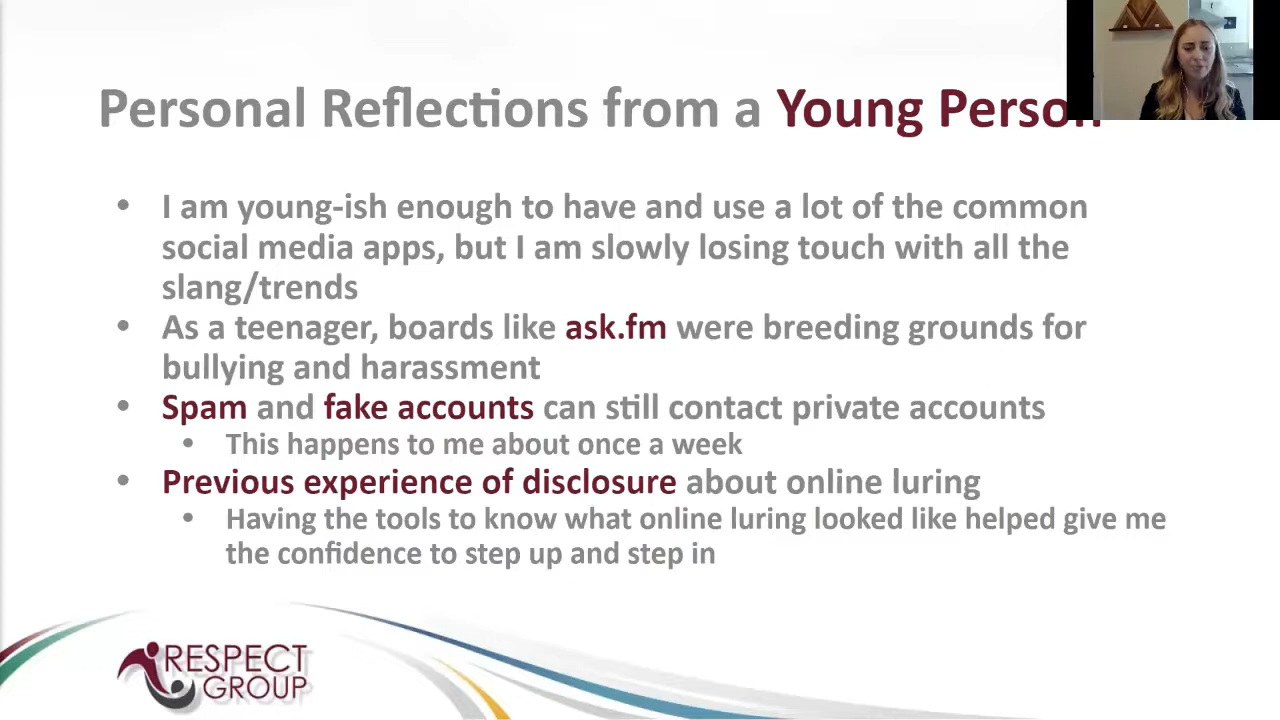 Personal Reflections from a Young Person
• I am young-ish enough to have and use a lot of the common
social media apps, but I am slowly losing touch with all the
slang/trends
• As a teenager, boards like ask.fm were breeding grounds for
bullying and harassment
• Spam and fake accounts can still contact private accounts
• This happens to me about once a week
• Previous experience of disclosure about online luring
• Having the tools to know what online luring looked like helped give me
the confidence to step up and step in
RESPECT
GROUP